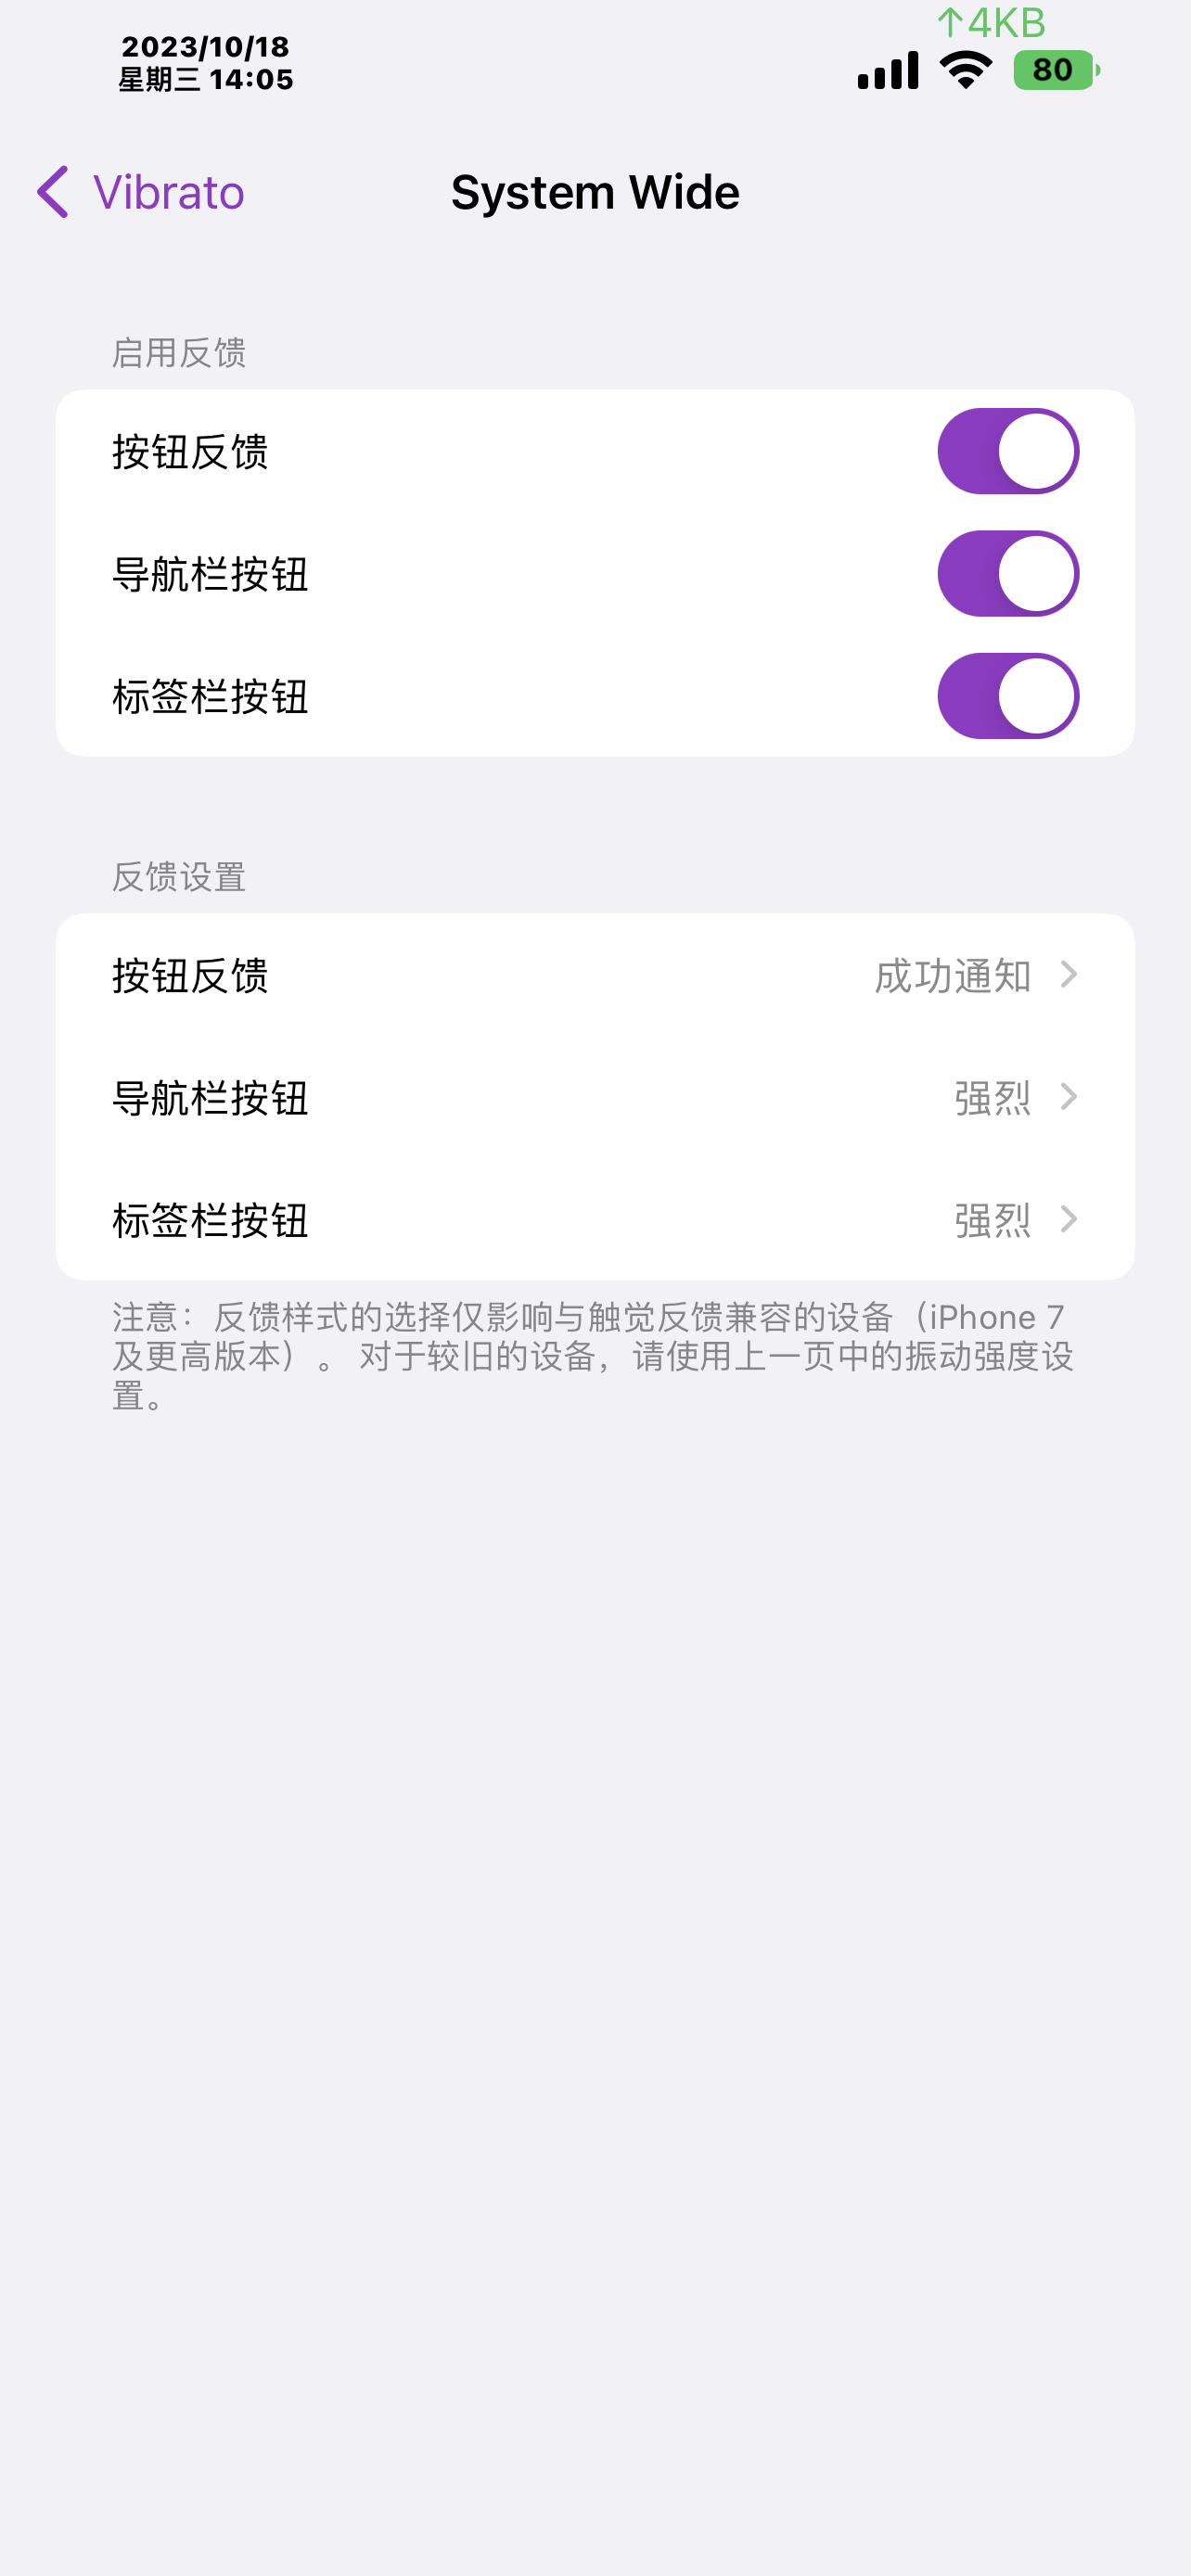 ↑4KB
2023/10/18
星期三 14:05
80
Vibrato
System Wide
启用反馈
按钮反馈
导航栏按钮
标签栏按钮
反馈设置
按钮反馈 成功通知
导航栏按钮 强烈
标签栏按钮 强烈
注意：反馈样式的选择仅影响与触觉反馈兼容的设备（iPhone 7
及更高版本）。 对于较旧的设备，请使用上一页中的振动强度设
置。